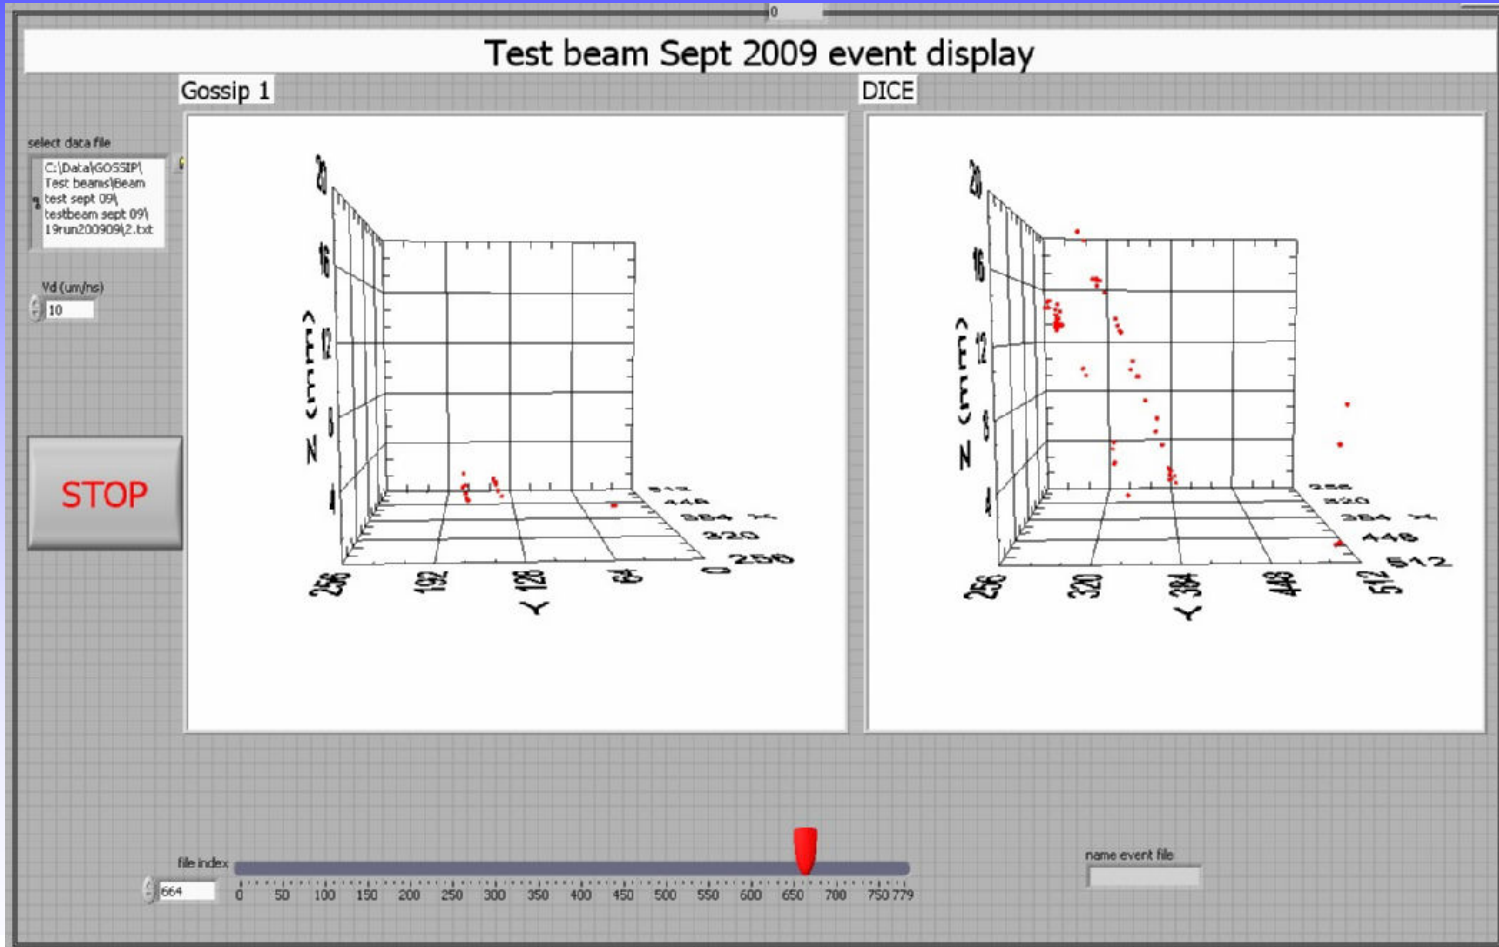 0
Test beam Sept 2009 event display
Gossip 1
DICE
select data file
C:\Data\GOSSIP\
Test beams\Beam
test sept 09\
testbeam sept 09\
19run200909\2.txt
Vd (um/ns)
10
STOP
20
16
12
8
4
Z (mm)
256
192
128
64
0
Y
512
448
384 X
320
256
20
16
12
8
4
Z (mm)
256
320
384
448
512
Y
256
320
384 X
448
512
file index
664
0 50 100 150 200 250 300 350 400 450 500 550 600 650 700 750 779
name event file